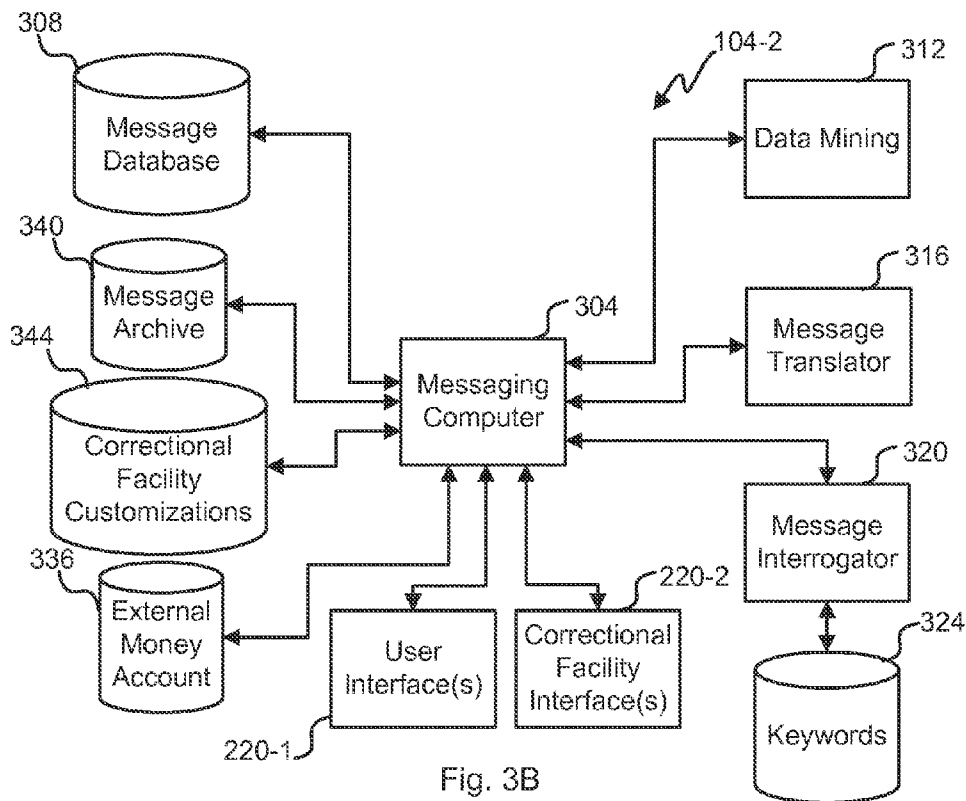 308
Message
Database
104-2
312
Data Mining
340
Message
Archive
304
Messaging
Computer
316
Message
Translator
344
Correctional
Facility
Customizations
320
Message
Interrogator
336
External
Money
Account
User
Interface(s)
220-1
220-2
Correctional
Facility
Interface(s)
324
Keywords
Fig. 3B